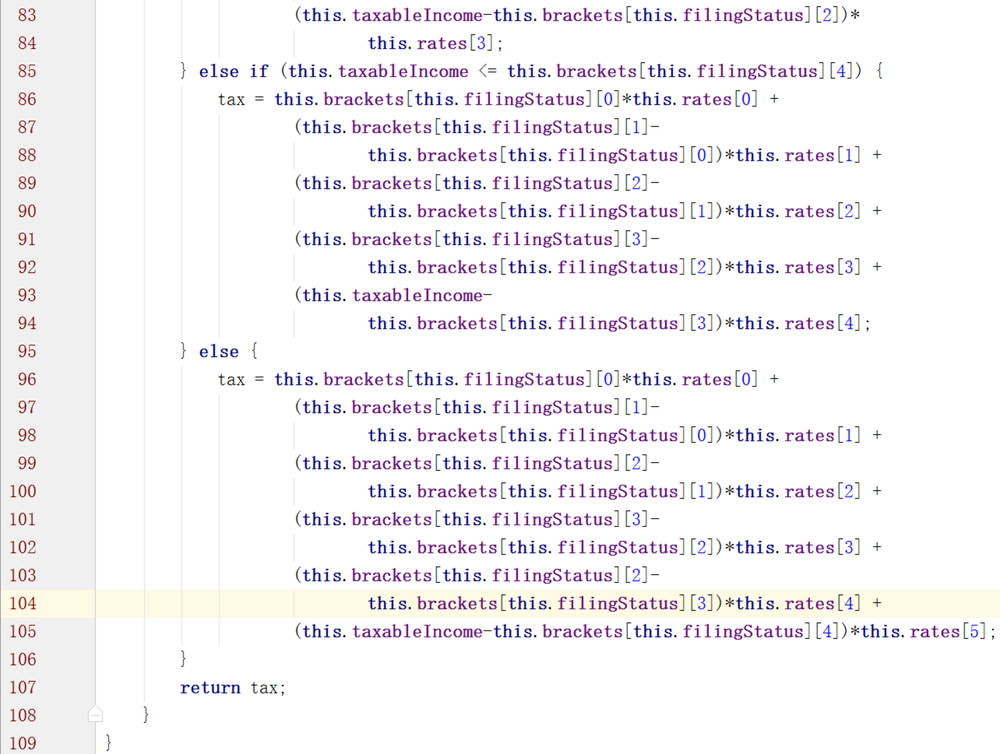 83 (this.taxableIncome-this.brackets[this.filingStatus][2])*
84 this.rates[3];
85 } else if (this.taxableIncome <= this.brackets[this.filingStatus][4]) {
86 tax = this.brackets[this.filingStatus][0]*this.rates[0] +
87 (this.brackets[this.filingStatus][1]-
88 this.brackets[this.filingStatus][0])*this.rates[1] +
89 (this.brackets[this.filingStatus][2]-
90 this.brackets[this.filingStatus][1])*this.rates[2] +
91 (this.brackets[this.filingStatus][3]-
92 this.brackets[this.filingStatus][2])*this.rates[3] +
93 (this.taxableIncome-
94 this.brackets[this.filingStatus][3])*this.rates[4];
95 } else {
96 tax = this.brackets[this.filingStatus][0]*this.rates[0] +
97 (this.brackets[this.filingStatus][1]-
98 this.brackets[this.filingStatus][0])*this.rates[1] +
99 (this.brackets[this.filingStatus][2]-
100 this.brackets[this.filingStatus][1])*this.rates[2] +
101 (this.brackets[this.filingStatus][3]-
102 this.brackets[this.filingStatus][2])*this.rates[3] +
103 (this.brackets[this.filingStatus][2]-
104 this.brackets[this.filingStatus][3])*this.rates[4] +
105 (this.taxableIncome-this.brackets[this.filingStatus][4])*this.rates[5];
106 }
107 return tax;
108 }
109 }